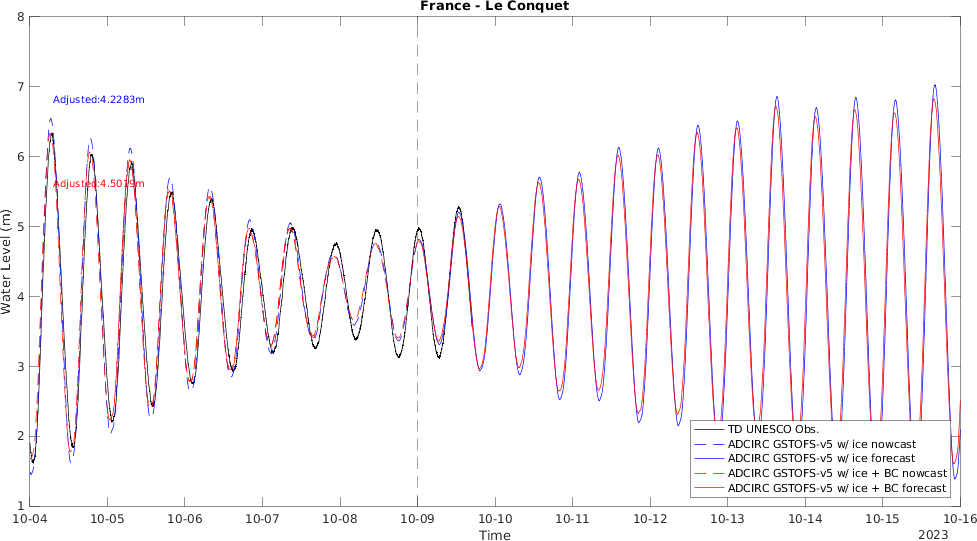 France - Le Conquet
8
7
6
5
4
3
2
1
Water Level (m)
Adjusted:4.2283m
Adjusted:4.5019m
TD UNESCO Obs.
ADCIRC GSTOFS-v5 w/ ice nowcast
ADCIRC GSTOFS-v5 w/ ice forecast
ADCIRC GSTOFS-v5 w/ ice + BC nowcast
ADCIRC GSTOFS-v5 w/ ice + BC forecast
10-04 10-05 10-06 10-07 10-08 10-09 10-10 10-11 10-12 10-13 10-14 10-15 10-16
Time
2023